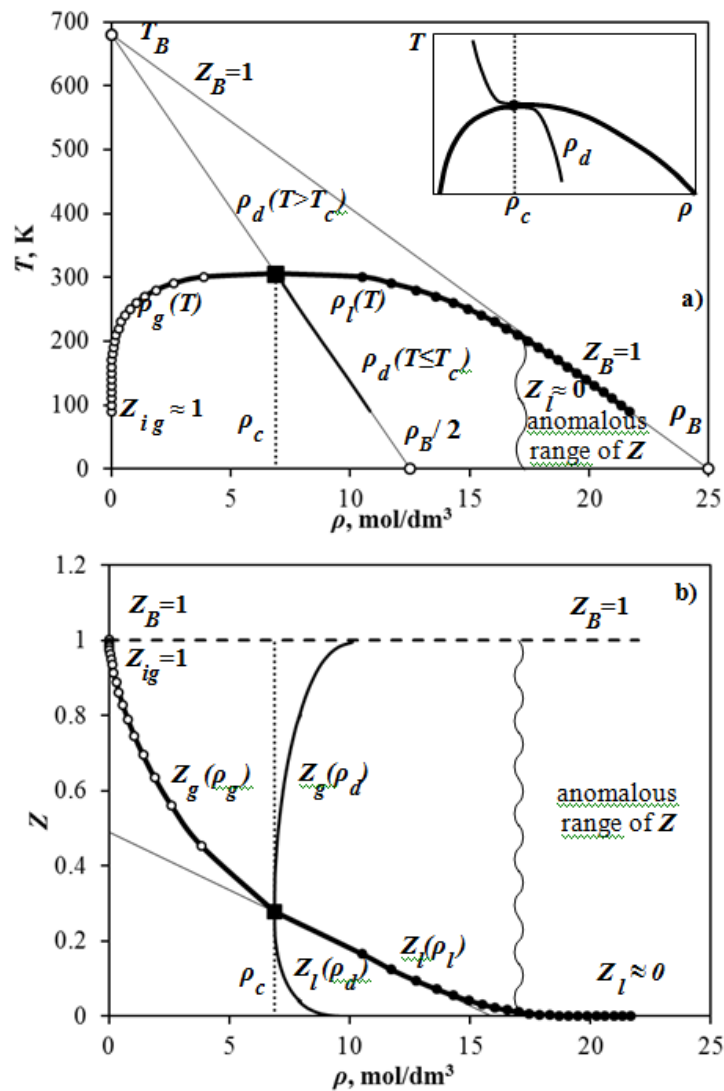 700
600
500
400
300
200
100
0
T, K
T_B
Z_B=1
ρ_d(T>T_c)
ρ_g(T)
ρ_l(T)
a)
ρ_d(T≤T_c)
Z_B=1
Z_l≈0
Z_ig≈1
ρ_c
ρ_B/2
anomalous
range of Z
ρ_B
T
ρ_d
ρ_c
ρ
0 5 10 15 20 25
ρ, mol/dm³
1.2
1
0.8
0.6
0.4
0.2
0
Z
b)
Z_B=1
Z_B=1
Z_ig=1
Z_g(ρ_g)
Z_g(ρ_d)
anomalous
range of Z
Z_l(ρ_l)
ρ_c
Z_l(ρ_d)
Z_l≈0
0 5 10 15 20 25
ρ, mol/dm³